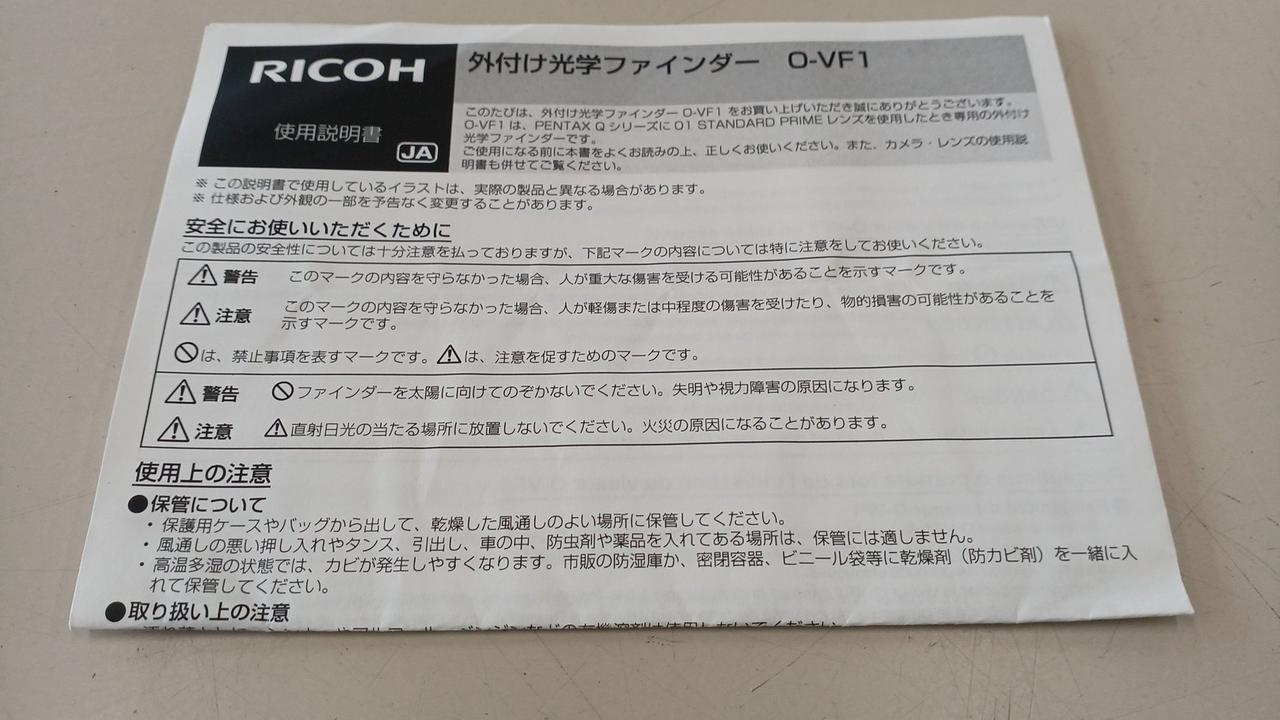 RICOH
使用説明書
JA
外付け光学ファインダー O-VF1
このたびは、外付け光学ファインダー O-VF1 をお買い上げいただき誠にありがとうございます。
O-VF1 は、PENTAX Q シリーズに 01 STANDARD PRIME レンズを使用したとき専用の外付け
光学ファインダーです。
ご使用になる前に本書をよくお読みの上、正しくお使いください。また、カメラ・レンズの使用説
明書も併せてご覧ください。
※ この説明書で使用しているイラストは、実際の製品と異なる場合があります。
※ 仕様および外観の一部を予告なく変更することがあります。
安全にお使いいただくために
この製品の安全性については十分注意を払っておりますが、下記マークの内容については特に注意をしてお使いください。
警告 このマークの内容を守らなかった場合、人が重大な傷害を受ける可能性があることを示すマークです。
注意 このマークの内容を守らなかった場合、人が軽傷または中程度の傷害を受けたり、物的損害の可能性があることを
示すマークです。
は、禁止事項を表すマークです。は、注意を促すためのマークです。
警告 ファインダーを太陽に向けてのぞかないでください。失明や視力障害の原因になります。
注意 直射日光の当たる場所に放置しないでください。火災の原因になることがあります。
使用上の注意
●保管について
・保護用ケースやバッグから出して、乾燥した風通しのよい場所に保管してください。
・風通しの悪い押し入れやタンス、引出し、車の中、防虫剤や薬品を入れてある場所は、保管には適しません。
・高温多湿の状態では、カビが発生しやすくなります。市販の防湿庫か、密閉容器、ビニール袋等に乾燥剤（防カビ剤）を一緒に入
れて保管してください。
●取り扱い上の注意